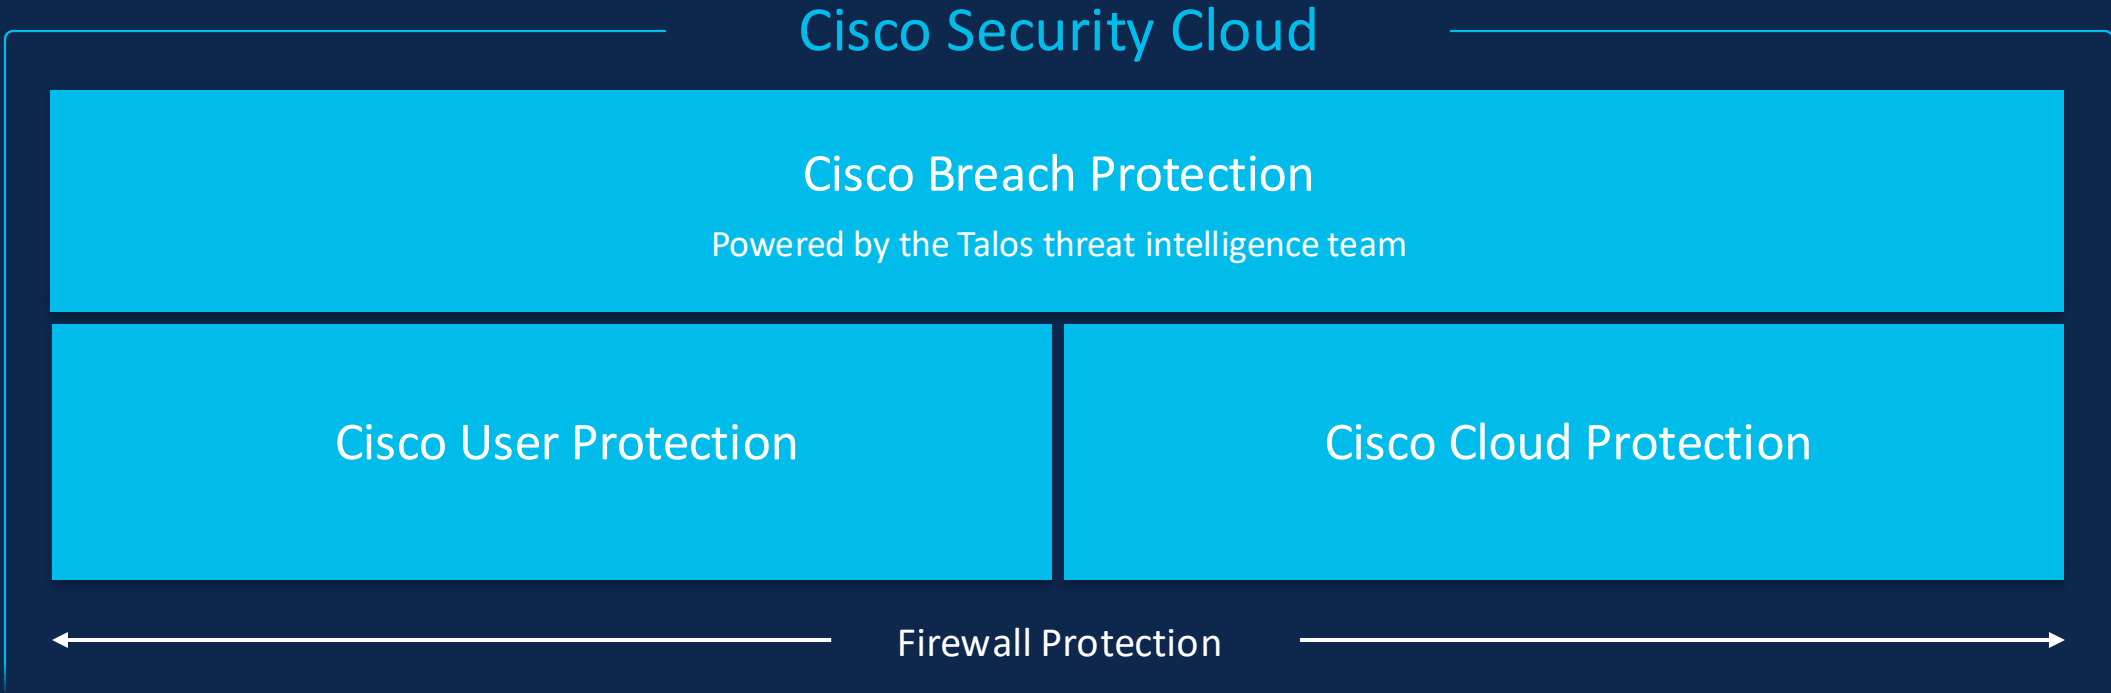 Cisco Security Cloud
Cisco Breach Protection
Powered by the Talos threat intelligence team
Cisco User Protection
Cisco Cloud Protection
Firewall Protection